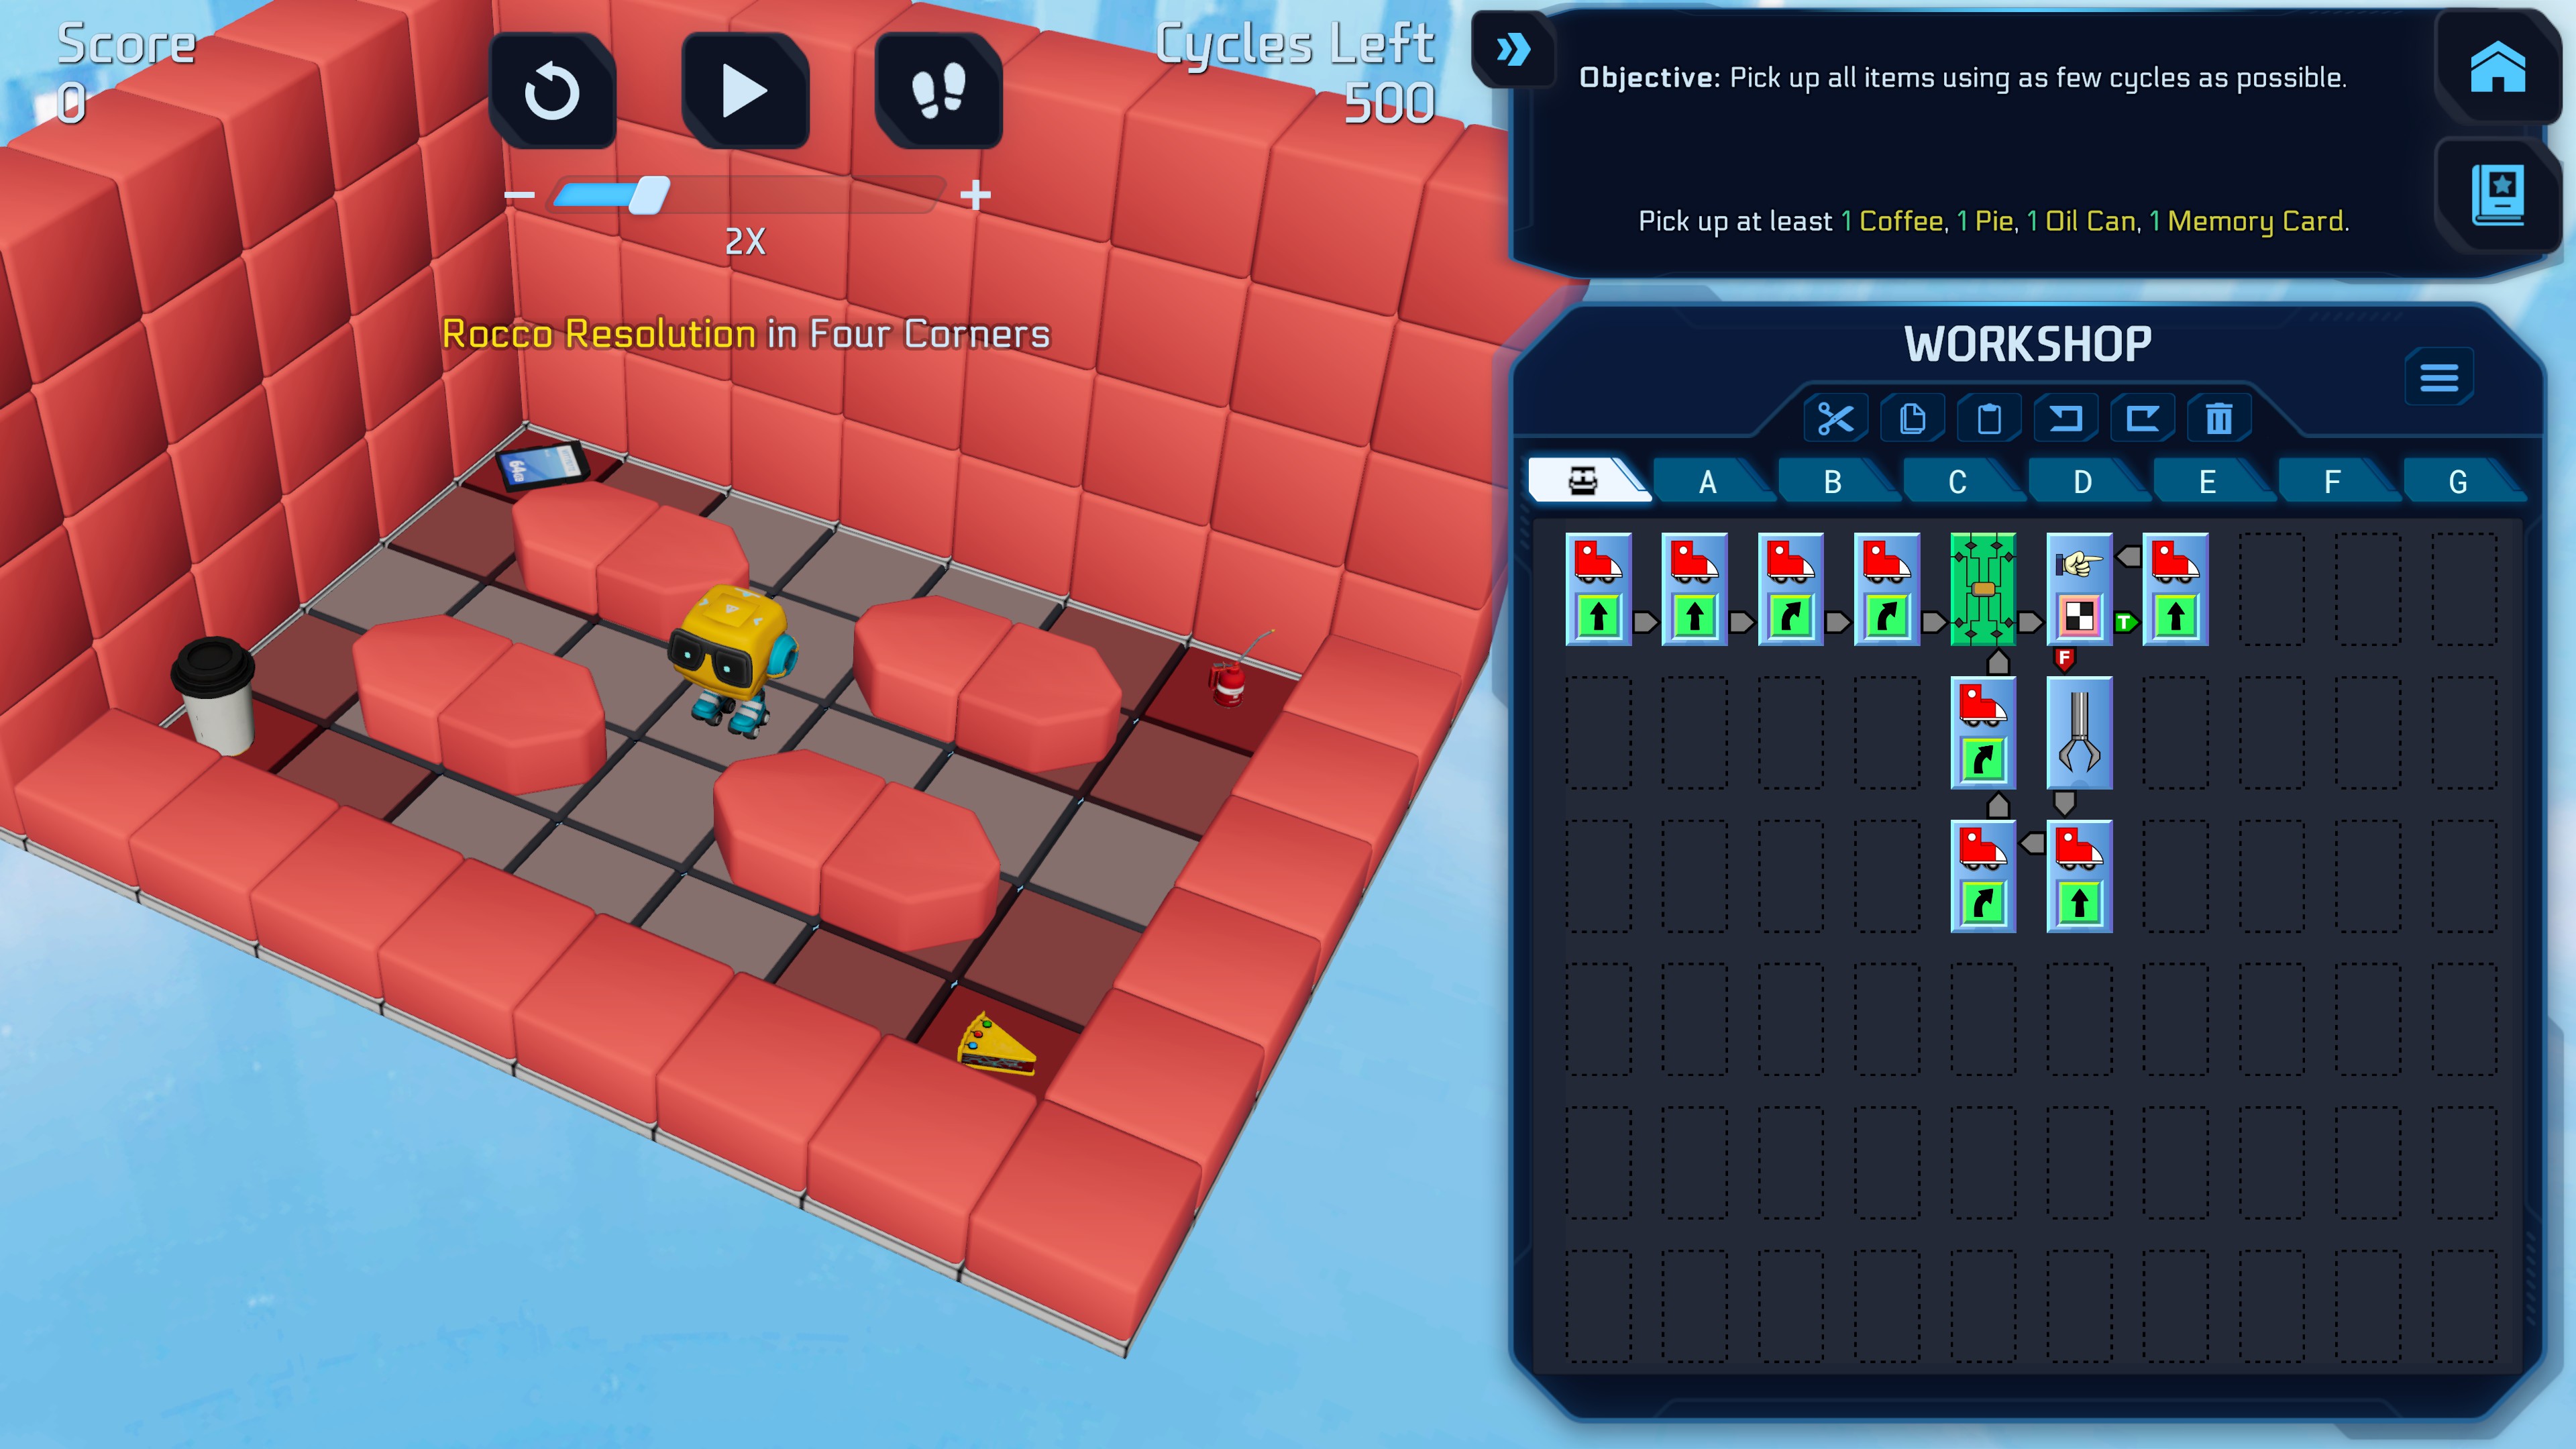 Score
0
Cycles Left
500
2X
Rocco Resolution in Four Corners
Objective: Pick up all items using as few cycles as possible.
Pick up at least 1 Coffee, 1 Pie, 1 Oil Can, 1 Memory Card.
WORKSHOP
A B C D E F G
T
F